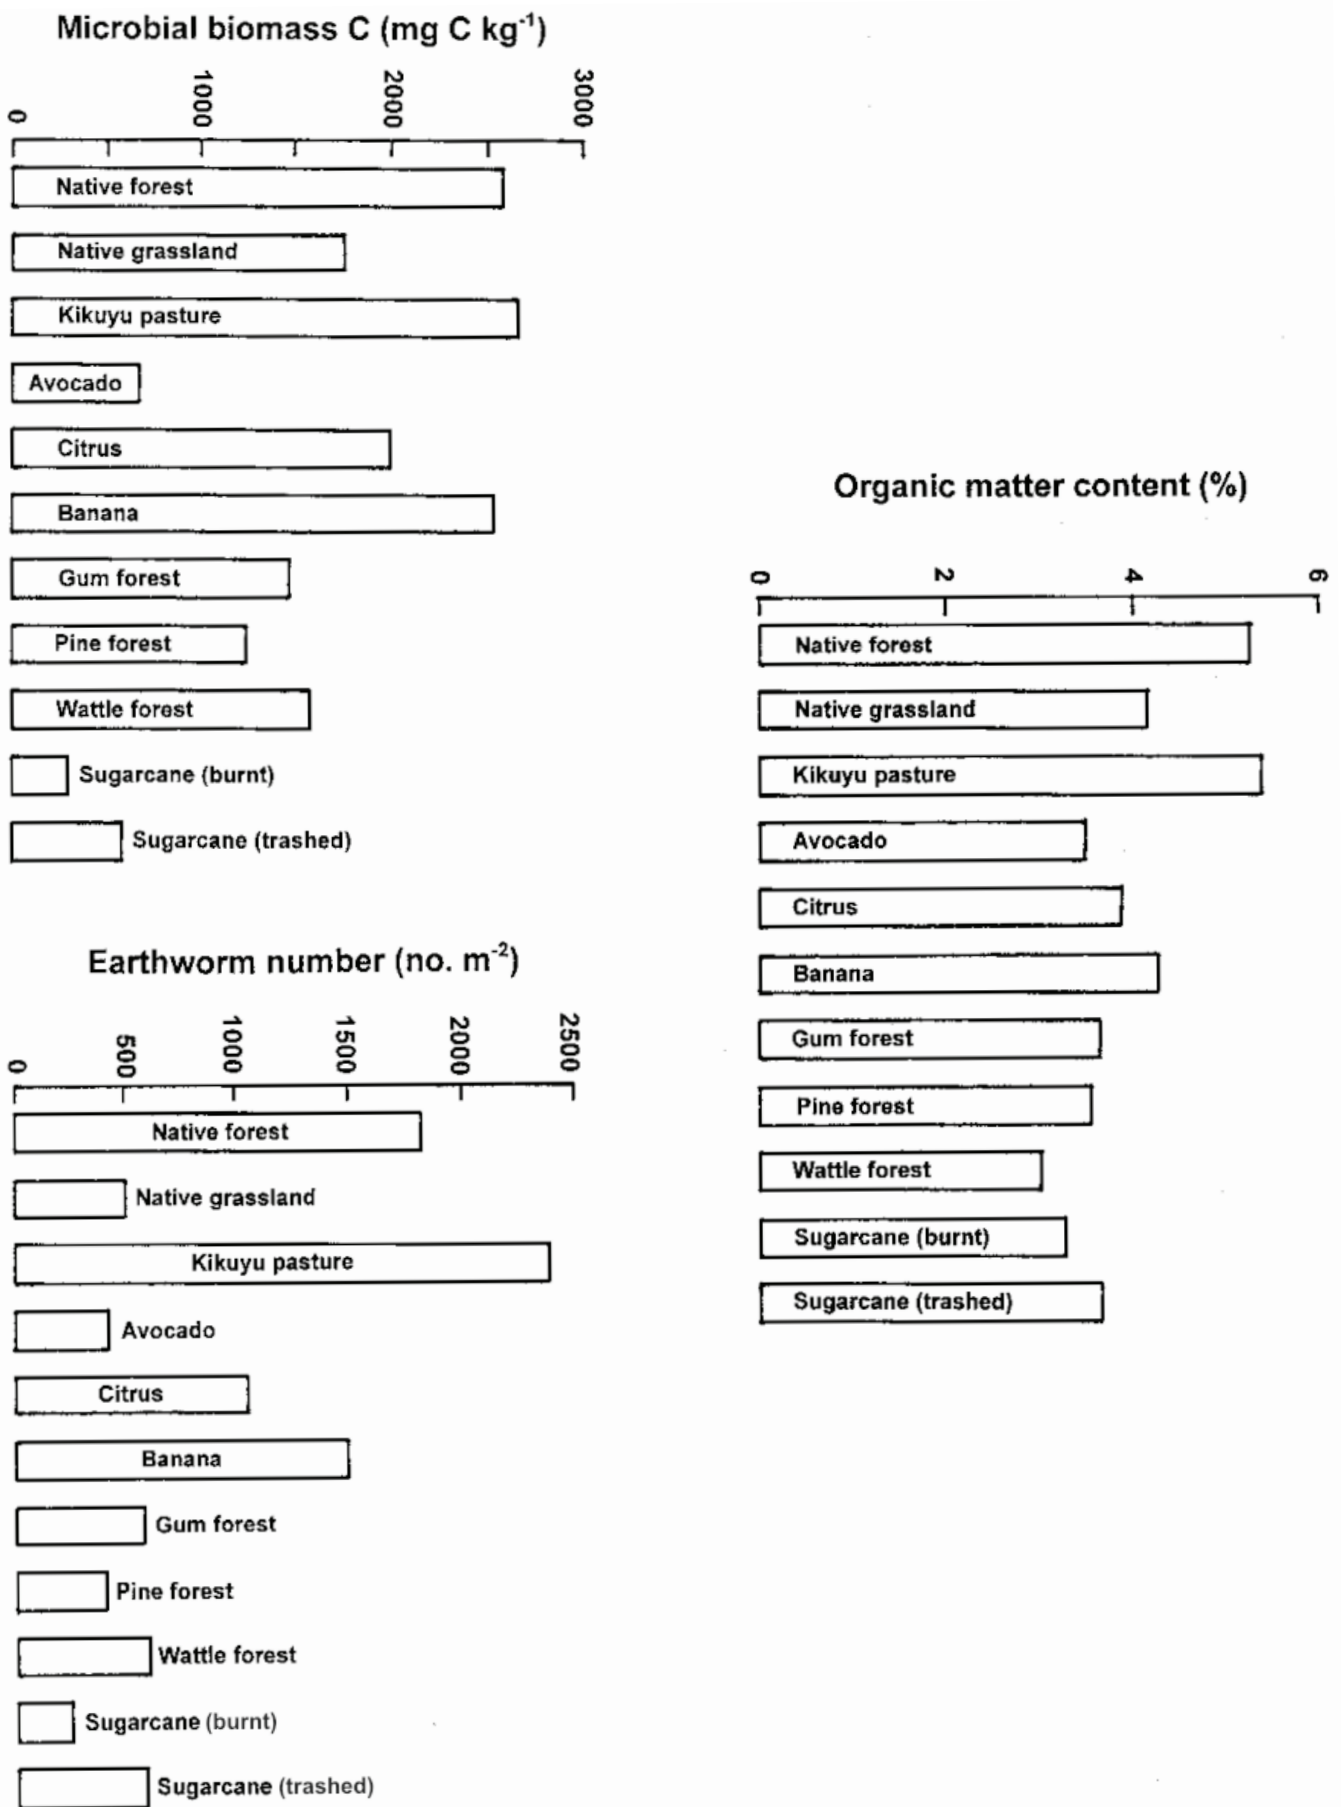 Microbial biomass C (mg C kg⁻¹)
0 1000 2000 3000
Native forest
Native grassland
Kikuyu pasture
Avocado
Citrus
Banana
Gum forest
Pine forest
Wattle forest
Sugarcane (burnt)
Sugarcane (trashed)
Earthworm number (no. m⁻²)
0 500 1000 1500 2000 2500
Native forest
Native grassland
Kikuyu pasture
Avocado
Citrus
Banana
Gum forest
Pine forest
Wattle forest
Sugarcane (burnt)
Sugarcane (trashed)
Organic matter content (%)
0 2 4 6
Native forest
Native grassland
Kikuyu pasture
Avocado
Citrus
Banana
Gum forest
Pine forest
Wattle forest
Sugarcane (burnt)
Sugarcane (trashed)